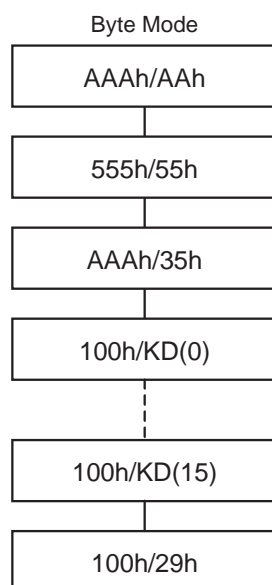 Byte Mode
AAAh/AAh
555h/55h
AAAh/35h
100h/KD(0)
100h/KD(15)
100h/29h